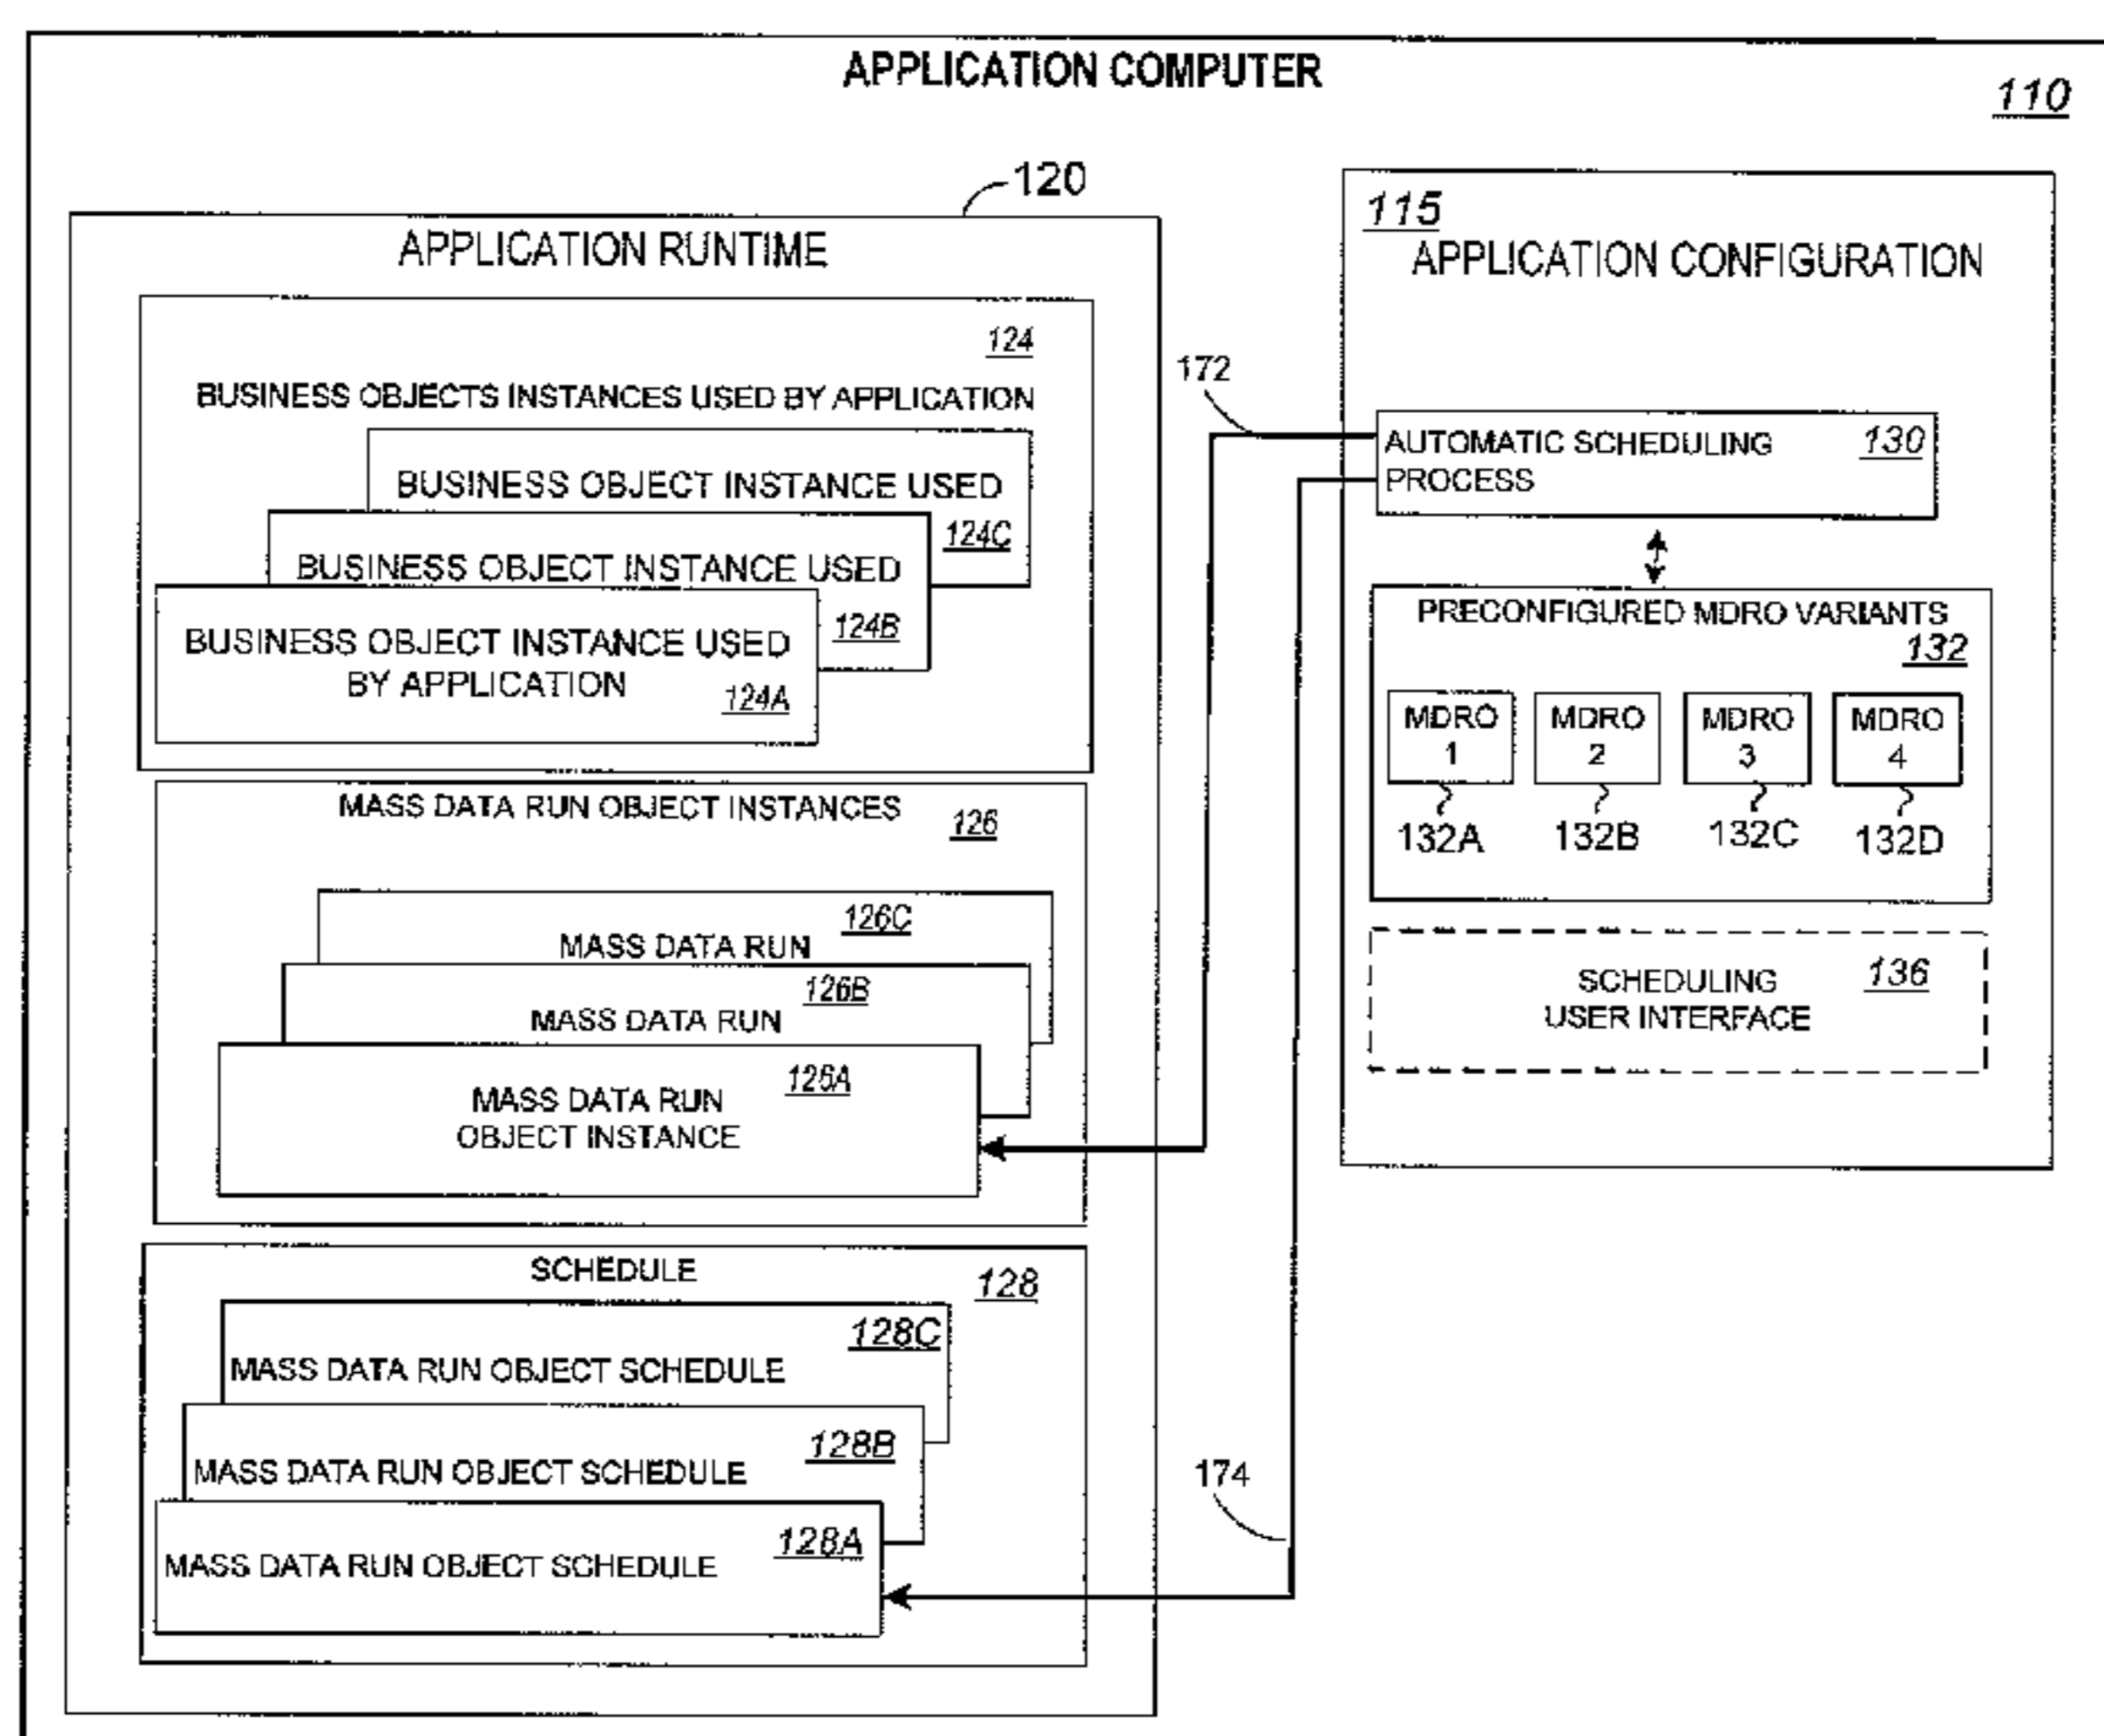 APPLICATION COMPUTER
110
120
APPLICATION RUNTIME
124
BUSINESS OBJECTS INSTANCES USED BY APPLICATION
BUSINESS OBJECT INSTANCE USED
124C
BUSINESS OBJECT INSTANCE USED
124B
BUSINESS OBJECT INSTANCE USED
BY APPLICATION
124A
MASS DATA RUN OBJECT INSTANCES
126
126C
MASS DATA RUN
126B
MASS DATA RUN
126A
MASS DATA RUN
OBJECT INSTANCE
SCHEDULE
128
128C
MASS DATA RUN OBJECT SCHEDULE
128B
MASS DATA RUN OBJECT SCHEDULE
128A
MASS DATA RUN OBJECT SCHEDULE
172
174
115
APPLICATION CONFIGURATION
AUTOMATIC SCHEDULING
PROCESS
130
PRECONFIGURED MDRO VARIANTS
132
MDRO
1
MDRO
2
MDRO
3
MDRO
4
132A
132B
132C
132D
SCHEDULING
USER INTERFACE
136